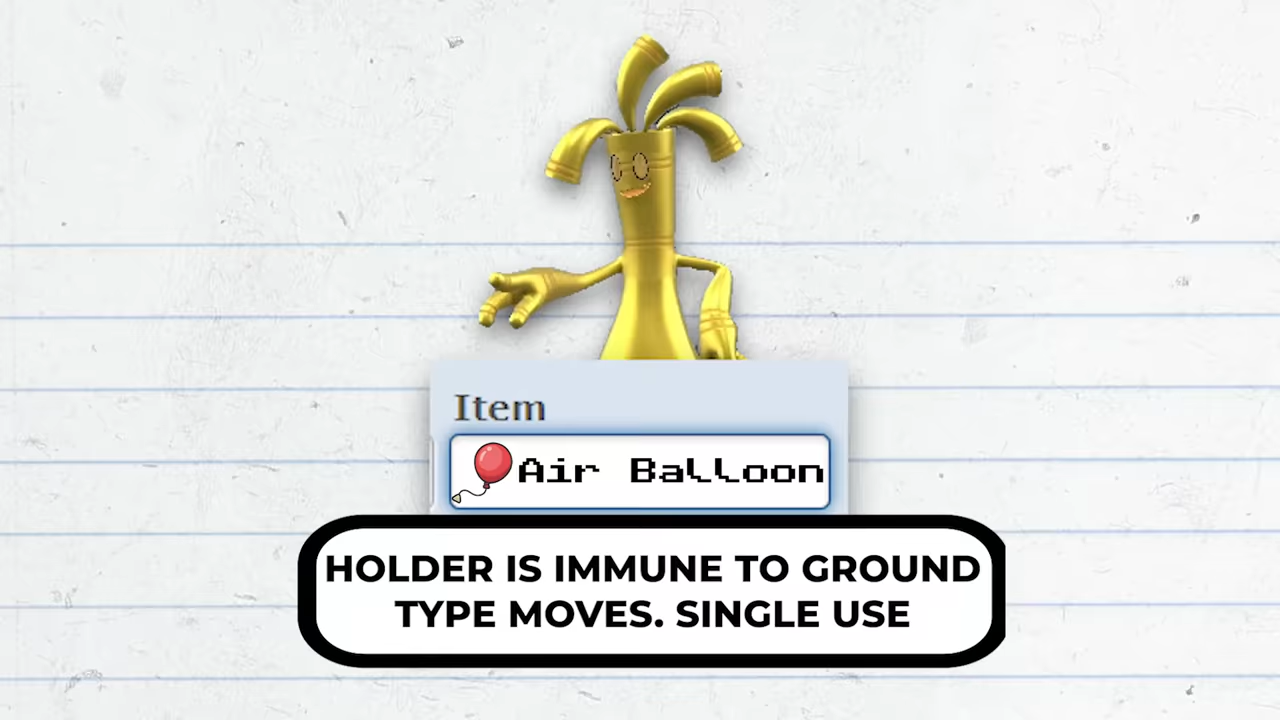 Item
Air Balloon
HOLDER IS IMMUNE TO GROUND
TYPE MOVES. SINGLE USE